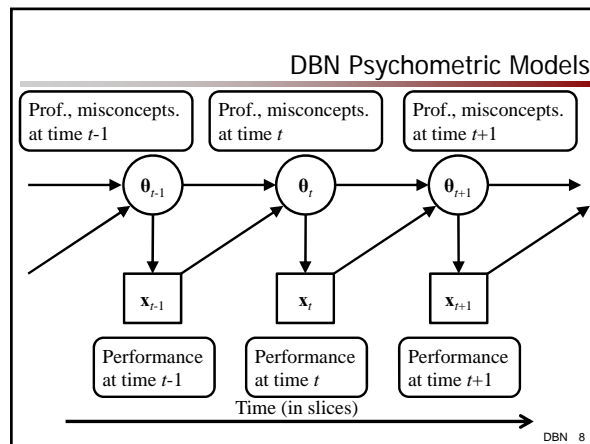 DBN Psychometric Models
Prof., misconcepts.
at time t-1
Prof., misconcepts.
at time t
Prof., misconcepts.
at time t+1
θt-1
θt
θt+1
xt-1
xt
xt+1
Performance
at time t-1
Performance
at time t
Performance
at time t+1
Time (in slices)
DBN 8